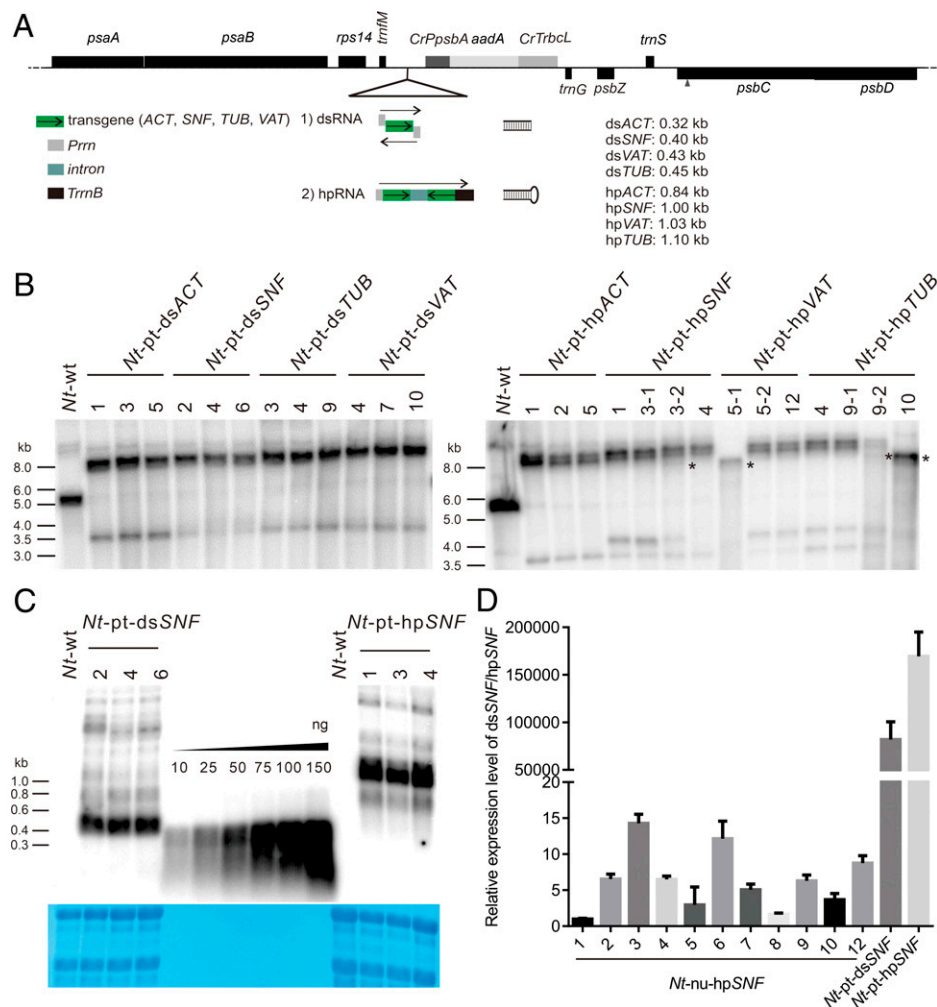 A
psaA psaB rps14 trnfM CrPpsbA aadA CrTrbcL trnS
trnG psbZ psbC psbD
transgene (ACT, SNF, TUB, VAT)
Prrn
intron
TrrnB
1) dsRNA
2) hpRNA
dsACT: 0.32 kb
dsSNF: 0.40 kb
dsVAT: 0.43 kb
dsTUB: 0.45 kb
hpACT: 0.84 kb
hpSNF: 1.00 kb
hpVAT: 1.03 kb
hpTUB: 1.10 kb
B
Nt-wt Nt-pt-dsACT Nt-pt-dsSNF Nt-pt-dsTUB Nt-pt-dsVAT
1 3 5 2 4 6 3 4 9 4 7 10
kb
8.0
6.0
5.0
4.0
3.5
3.0
Nt-wt Nt-pt-hpACT Nt-pt-hpSNF Nt-pt-hpVAT Nt-pt-hpTUB
1 2 5 1 3-1 3-2 4 5-1 5-2 12 4 9-1 9-2 10
kb
8.0
6.0
5.0
4.0
3.5
* * * *
C
Nt-wt Nt-pt-dsSNF
2 4 6
kb
1.0
0.8
0.6
0.4
0.3
ng
10 25 50 75 100 150
Nt-wt Nt-pt-hpSNF
1 3 4
D
Relative expression level of dsSNF/hpSNF
200000
150000
100000
50000
20
15
10
5
0
1 2 3 4 5 6 7 8 9 10 12 Nt-pt-dsSNF Nt-pt-hpSNF
Nt-nu-hpSNF